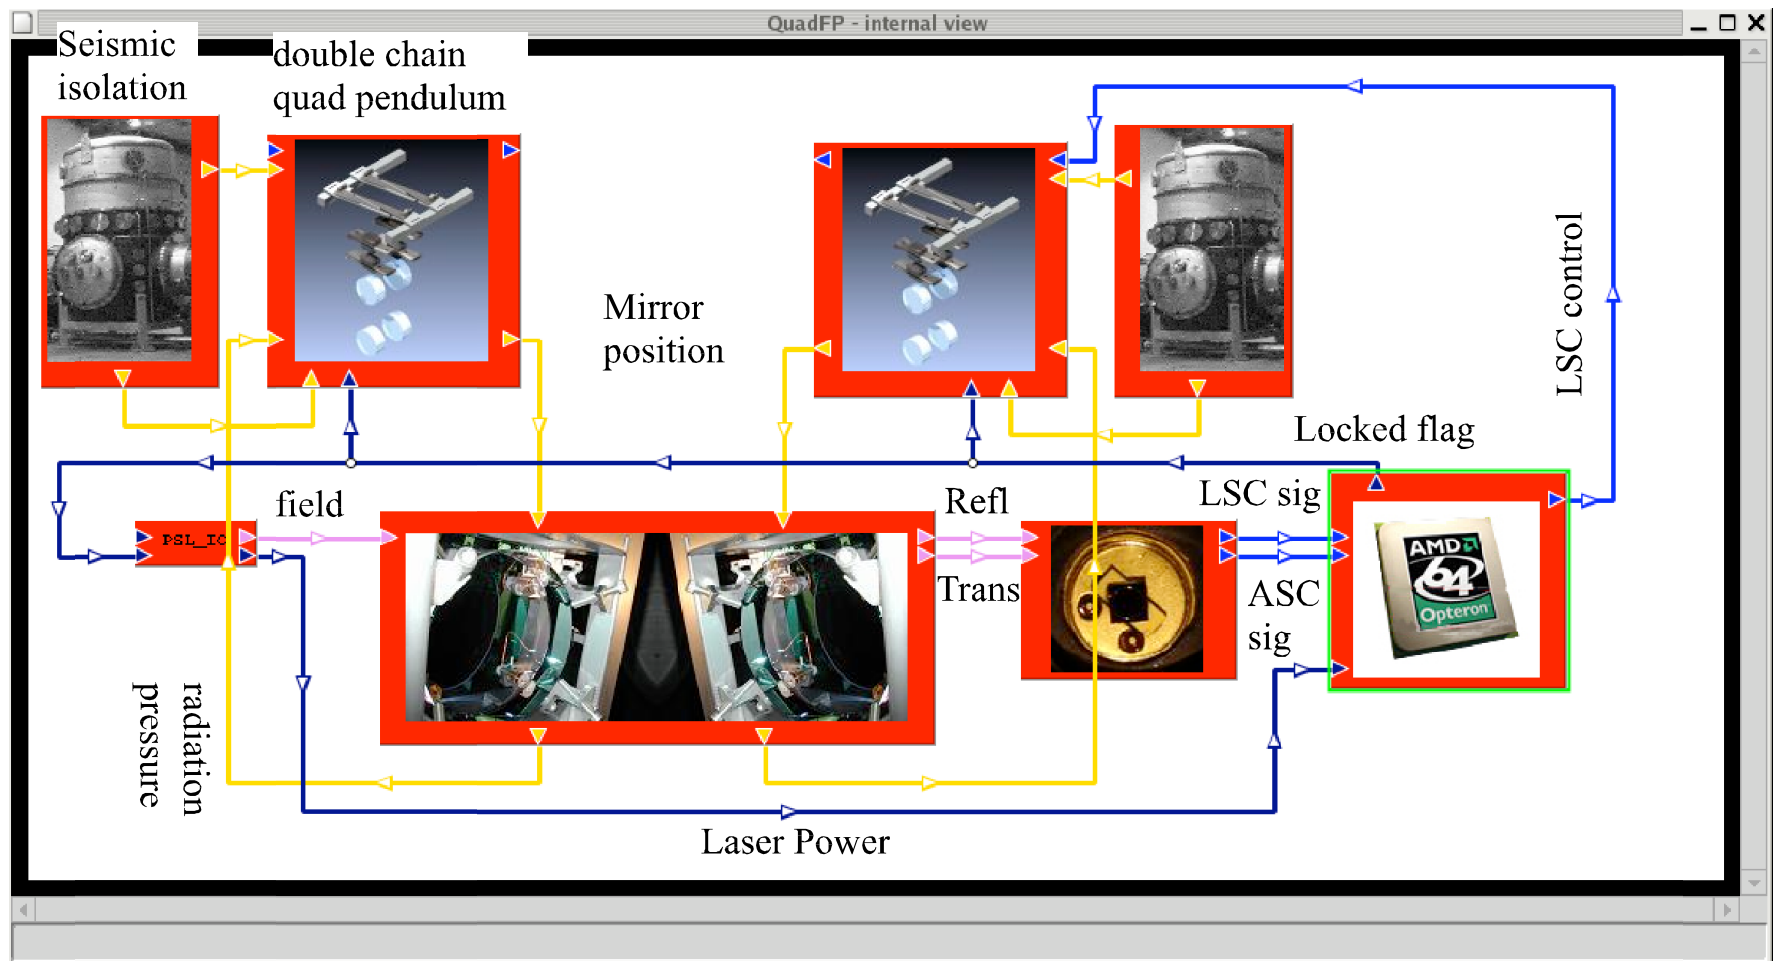 QuadFP - internal view
Seismic
isolation
double chain
quad pendulum
Mirror
position
LSC control
Locked flag
field
Refl
LSC sig
PSL_IO
Trans
ASC
sig
AMD
64
Opteron
radiation
pressure
Laser Power